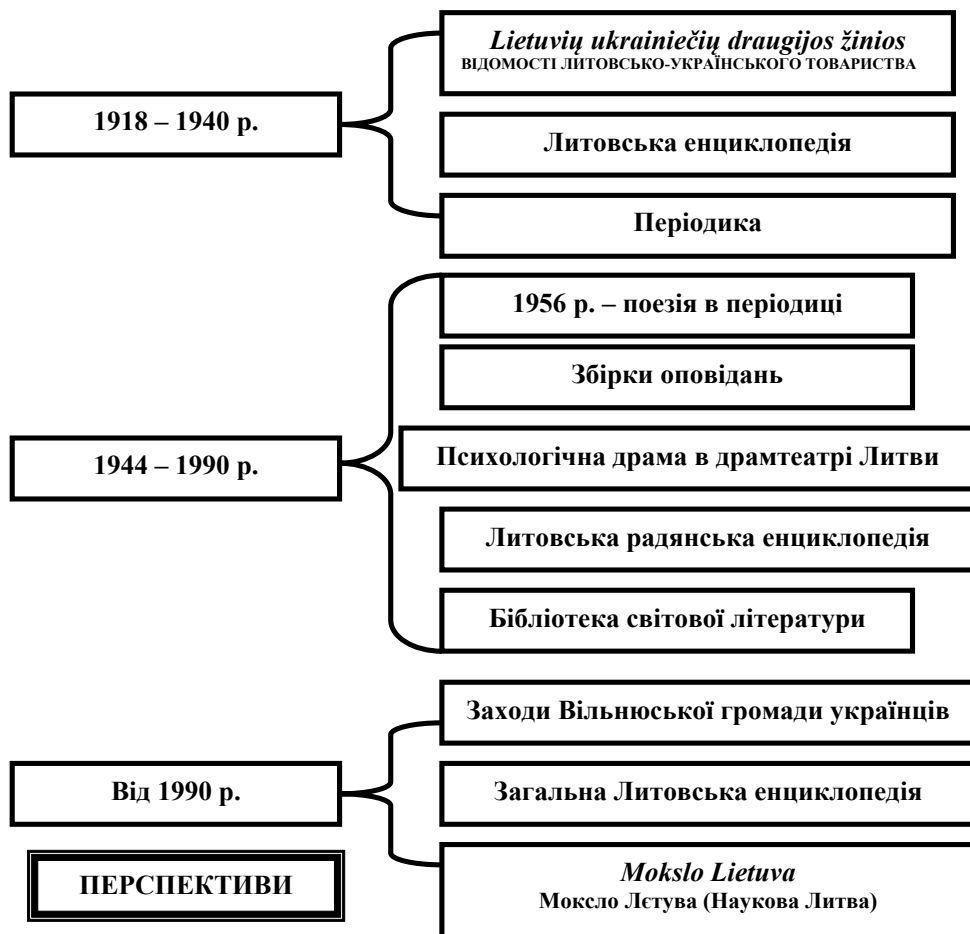 Lietuvių ukrainiečių draugijos žinios
ВІДОМОСТІ ЛИТОВСЬКО-УКРАЇНСЬКОГО ТОВАРИСТВА
1918 – 1940 р.
Литовська енциклопедія
Періодика
1956 р. – поезія в періодиці
Збірки оповідань
1944 – 1990 р.
Психологічна драма в драмтеатрі Литви
Литовська радянська енциклопедія
Бібліотека світової літератури
Заходи Вільнюської громади українців
Від 1990 р.
Загальна Литовська енциклопедія
ПЕРСПЕКТИВИ
Mokslo Lietuva
Моксло Лєтува (Наукова Литва)